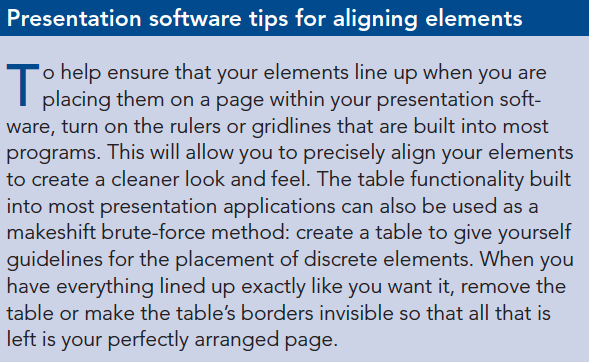 Presentation software tips for aligning elements
To help ensure that your elements line up when you are
placing them on a page within your presentation soft-
ware, turn on the rulers or gridlines that are built into most
programs. This will allow you to precisely align your elements
to create a cleaner look and feel. The table functionality built
into most presentation applications can also be used as a
makeshift brute-force method: create a table to give yourself
guidelines for the placement of discrete elements. When you
have everything lined up exactly like you want it, remove the
table or make the table’s borders invisible so that all that is
left is your perfectly arranged page.